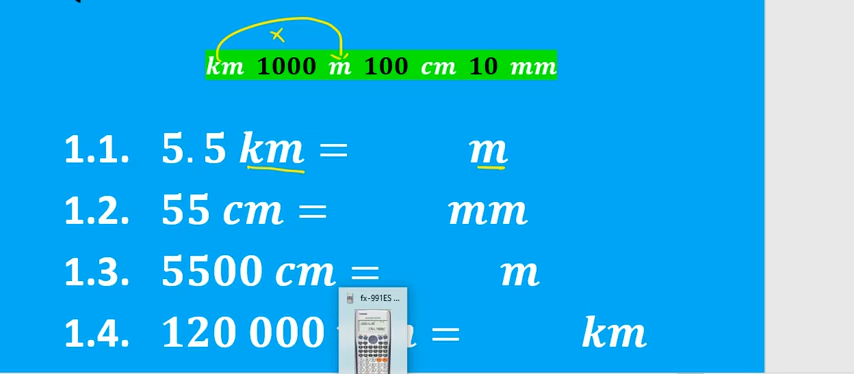 ×
km 1000 m 100 cm 10 mm
1.1. 5.5 km = m
1.2. 55 cm = mm
1.3. 5500 cm = m
fx-991ES ...
1.4. 120 000 = km